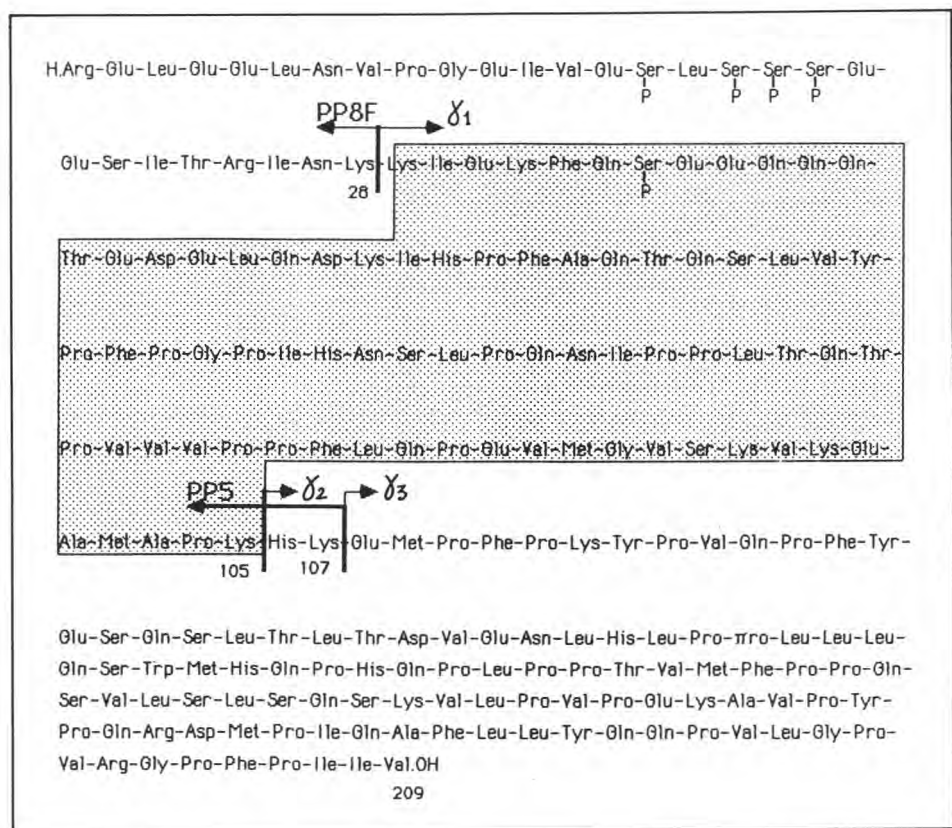 H.Arg-Glu-Leu-Glu-Glu-Leu-Asn-Val-Pro-Gly-Glu-Ile-Val-Glu-Ser-Leu-Ser-Ser-Ser-Glu-
P P P P
PP8F γ1
Glu-Ser-Ile-Thr-Arg-Ile-Asn-Lys-Lys-Ile-Glu-Lys-Phe-Gln-Ser-Glu-Glu-Gln-Gln-Gln-
28 P
Thr-Glu-Asp-Glu-Leu-Gln-Asp-Lys-Ile-His-Pro-Phe-Ala-Gln-Thr-Gln-Ser-Leu-Val-Tyr-
Pro-Phe-Pro-Gly-Pro-Ile-His-Asn-Ser-Leu-Pro-Gln-Asn-Ile-Pro-Pro-Leu-Thr-Gln-Thr-
Pro-Val-Val-Val-Pro-Pro-Phe-Leu-Gln-Pro-Glu-Val-Met-Gly-Val-Ser-Lys-Val-Lys-Glu-
PP5 γ2 γ3
Ala-Met-Ala-Pro-Lys-His-Lys-Glu-Met-Pro-Phe-Pro-Lys-Tyr-Pro-Val-Gln-Pro-Phe-Tyr-
105 107
Glu-Ser-Gln-Ser-Leu-Thr-Leu-Thr-Asp-Val-Glu-Asn-Leu-His-Leu-Pro-πro-Leu-Leu-Leu-
Gln-Ser-Trp-Met-His-Gln-Pro-His-Gln-Pro-Leu-Pro-Pro-Thr-Val-Met-Phe-Pro-Pro-Gln
Ser-Val-Leu-Ser-Leu-Ser-Gln-Ser-Lys-Val-Leu-Pro-Val-Pro-Glu-Lys-Ala-Val-Pro-Tyr-
Pro-Gln-Arg-Asp-Met-Pro-Ile-Gln-Ala-Phe-Leu-Leu-Tyr-Gln-Gln-Pro-Val-Leu-Gly-Pro-
Val-Arg-Gly-Pro-Phe-Pro-Ile-Ile-Val.OH
209